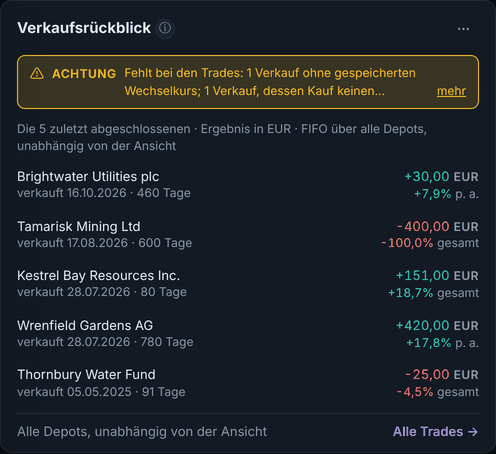 Verkaufsrückblick ⓘ ...
ACHTUNG Fehlt bei den Trades: 1 Verkauf ohne gespeicherten
Wechselkurs; 1 Verkauf, dessen Kauf keinen... mehr
Die 5 zuletzt abgeschlossenen · Ergebnis in EUR · FIFO über alle Depots,
unabhängig von der Ansicht
Brightwater Utilities plc +30,00 EUR
verkauft 16.10.2026 · 460 Tage +7,9% p. a.
Tamarisk Mining Ltd -400,00 EUR
verkauft 17.08.2026 · 600 Tage -100,0% gesamt
Kestrel Bay Resources Inc. +151,00 EUR
verkauft 28.07.2026 · 80 Tage +18,7% gesamt
Wrenfield Gardens AG +420,00 EUR
verkauft 28.07.2026 · 780 Tage +17,8% p. a.
Thornbury Water Fund -25,00 EUR
verkauft 05.05.2025 · 91 Tage -4,5% gesamt
Alle Depots, unabhängig von der Ansicht Alle Trades →